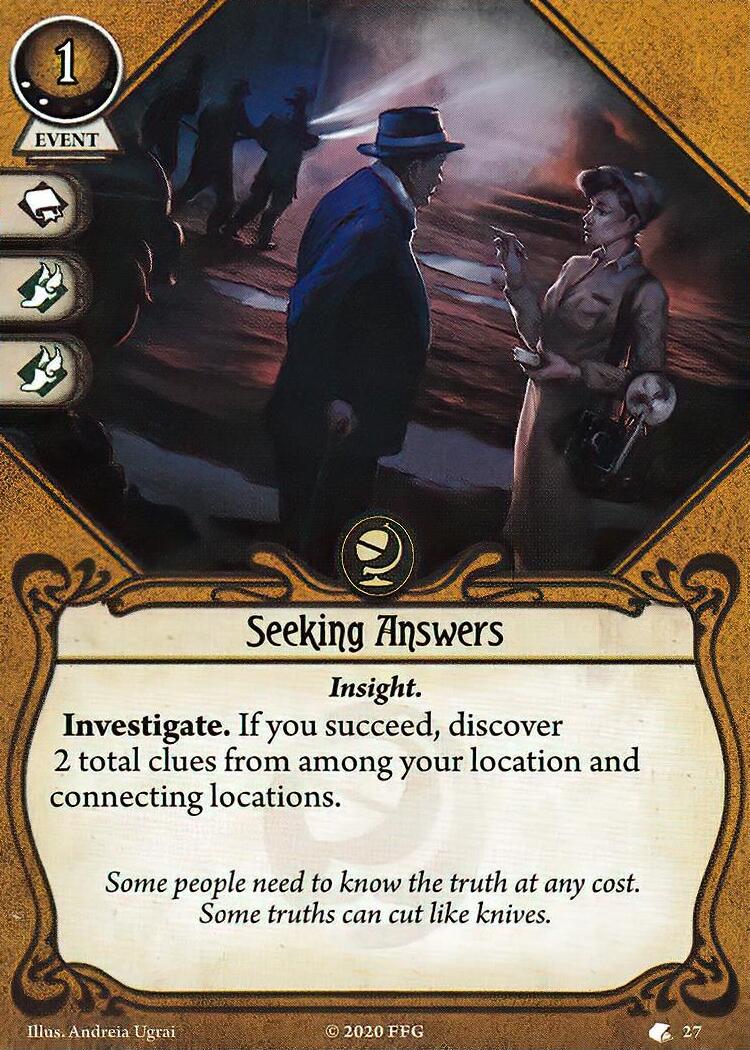 1
EVENT
Seeking Answers
Insight.
Investigate. If you succeed, discover
2 total clues from among your location and
connecting locations.
Some people need to know the truth at any cost.
Some truths can cut like knives.
Illus. Andreia Ugrai
© 2020 FFG
27